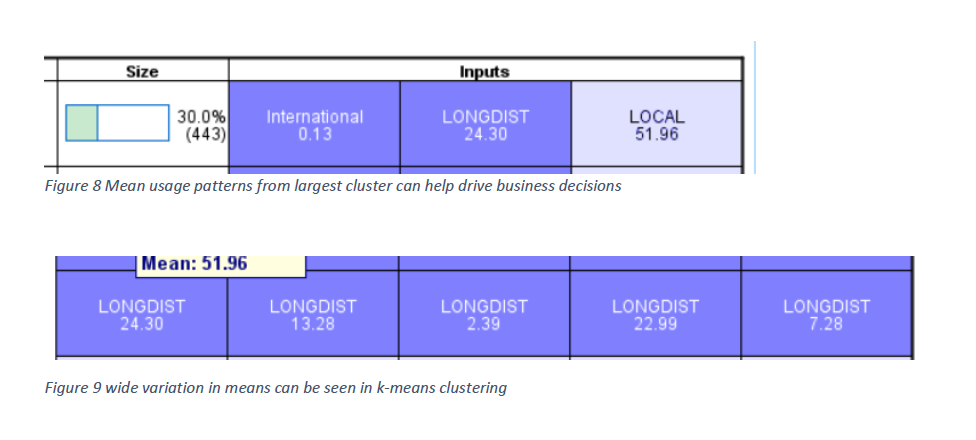 Size Inputs
30.0% International LONGDIST LOCAL
(443) 0.13 24.30 51.96
Figure 8 Mean usage patterns from largest cluster can help drive business decisions
Mean: 51.96
LONGDIST LONGDIST LONGDIST LONGDIST LONGDIST
24.30 13.28 2.39 22.99 7.28
Figure 9 wide variation in means can be seen in k-means clustering